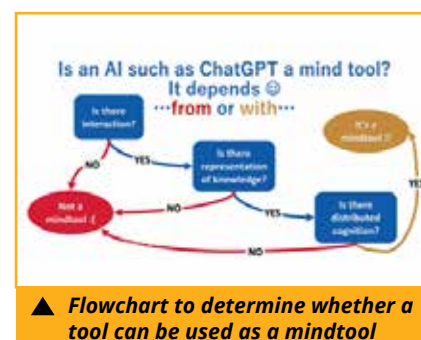 Is an AI such as ChatGPT a mind tool?
It depends ☺
···from or with···
Is there
interaction?
It's a
mindtool !!
NO
YES
Is there
representation
of knowledge?
YES
Not a
mindtool :(
NO
YES
Is there
distributed
cognition?
NO
▲ Flowchart to determine whether a
tool can be used as a mindtool